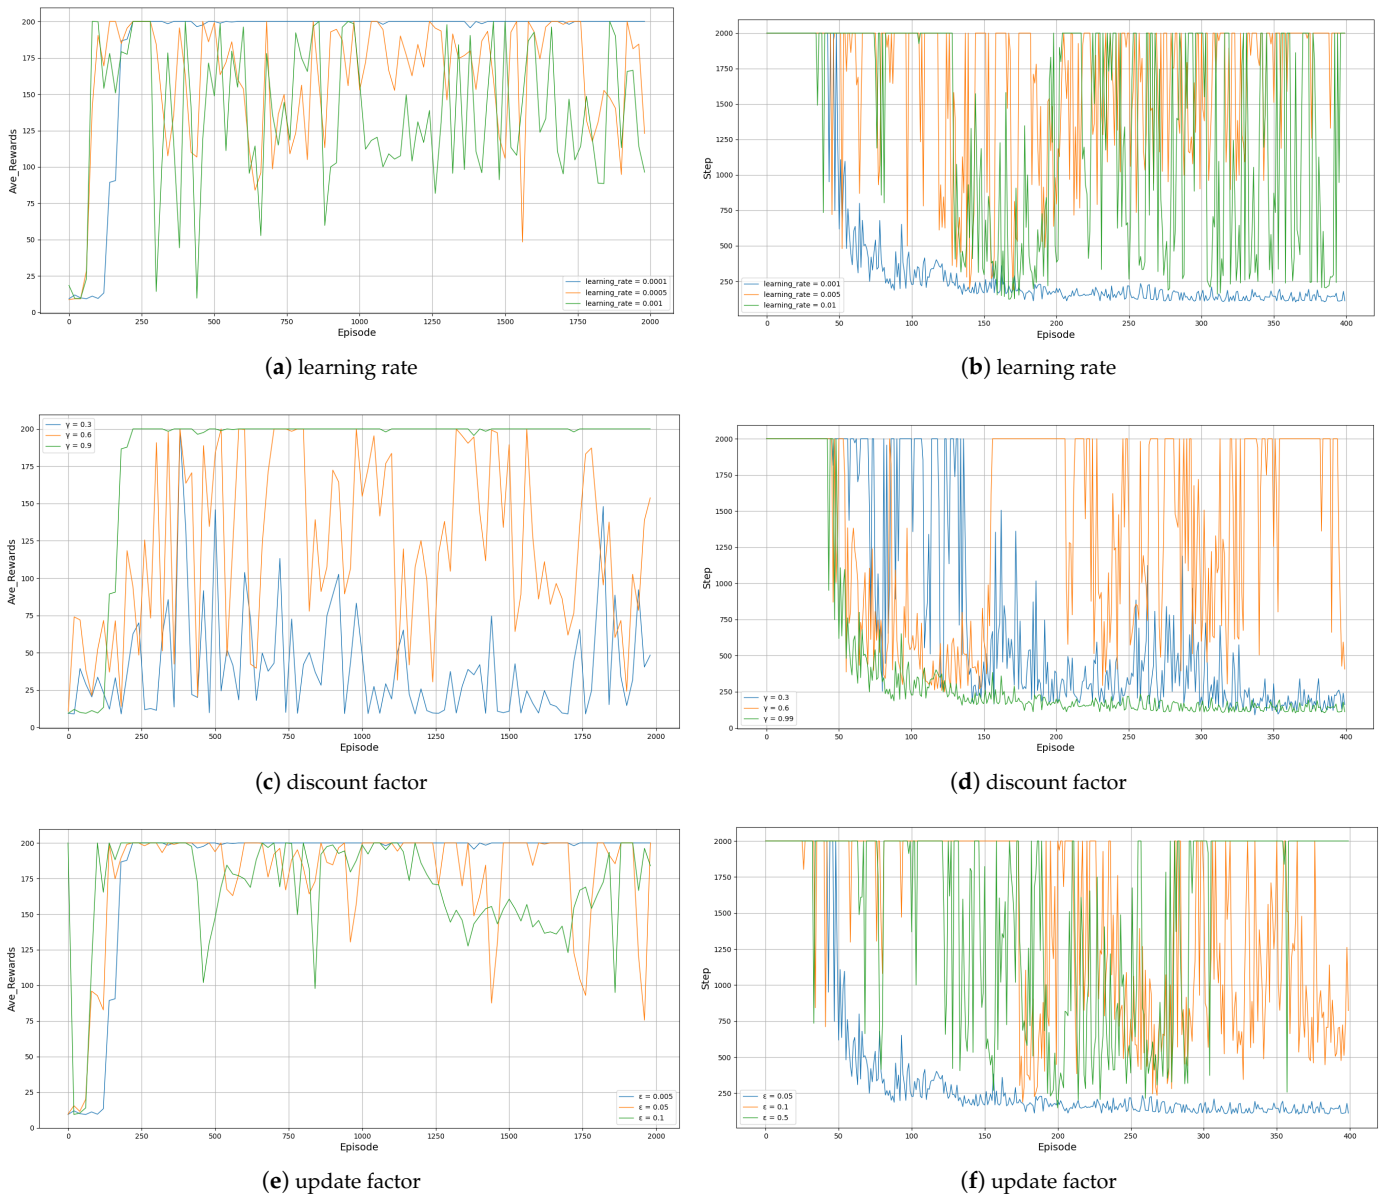 200
175
150
125
100
75
50
25
0
Ave_Rewards
learning_rate = 0.0001
learning_rate = 0.0005
learning_rate = 0.001
0 250 500 750 1000 1250 1500 1750 2000
Episode
(a) learning rate
2000
1750
1500
1250
1000
750
500
250
Step
learning_rate = 0.001
learning_rate = 0.005
learning_rate = 0.01
0 50 100 150 200 250 300 350 400
Episode
(b) learning rate
γ = 0.3
γ = 0.6
γ = 0.9
200
175
150
125
100
75
50
25
0
Ave_Rewards
0 250 500 750 1000 1250 1500 1750 2000
Episode
(c) discount factor
2000
1750
1500
1250
1000
750
500
250
0
Step
γ = 0.3
γ = 0.6
γ = 0.99
0 50 100 150 200 250 300 350 400
Episode
(d) discount factor
200
175
150
125
100
75
50
25
0
Ave_Rewards
ε = 0.005
ε = 0.05
ε = 0.1
0 250 500 750 1000 1250 1500 1750 2000
Episode
(e) update factor
2000
1750
1500
1250
1000
750
500
250
Step
ε = 0.05
ε = 0.1
ε = 0.5
0 50 100 150 200 250 300 350 400
Episode
(f) update factor